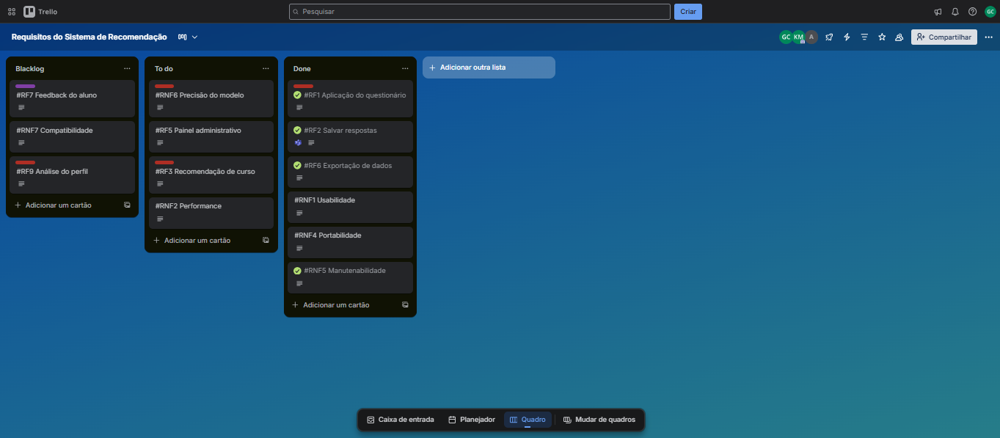 Trello
Pesquisar
Criar
GC
Requisitos do Sistema de Recomendação
GC
KM
A
Compartilhar
Blacklog
#RF7 Feedback do aluno
#RNF7 Compatibilidade
#RF9 Análise do perfil
Adicionar um cartão
To do
#RNF6 Precisão do modelo
#RF5 Painel administrativo
#RF3 Recomendação de curso
#RNF2 Performance
Adicionar um cartão
Done
#RF1 Aplicação do questionário
#RF2 Salvar respostas
#RF6 Exportação de dados
#RNF1 Usabilidade
#RNF4 Portabilidade
#RNF5 Manutenabilidade
Adicionar um cartão
Adicionar outra lista
Caixa de entrada
Planejador
Quadro
Mudar de quadros